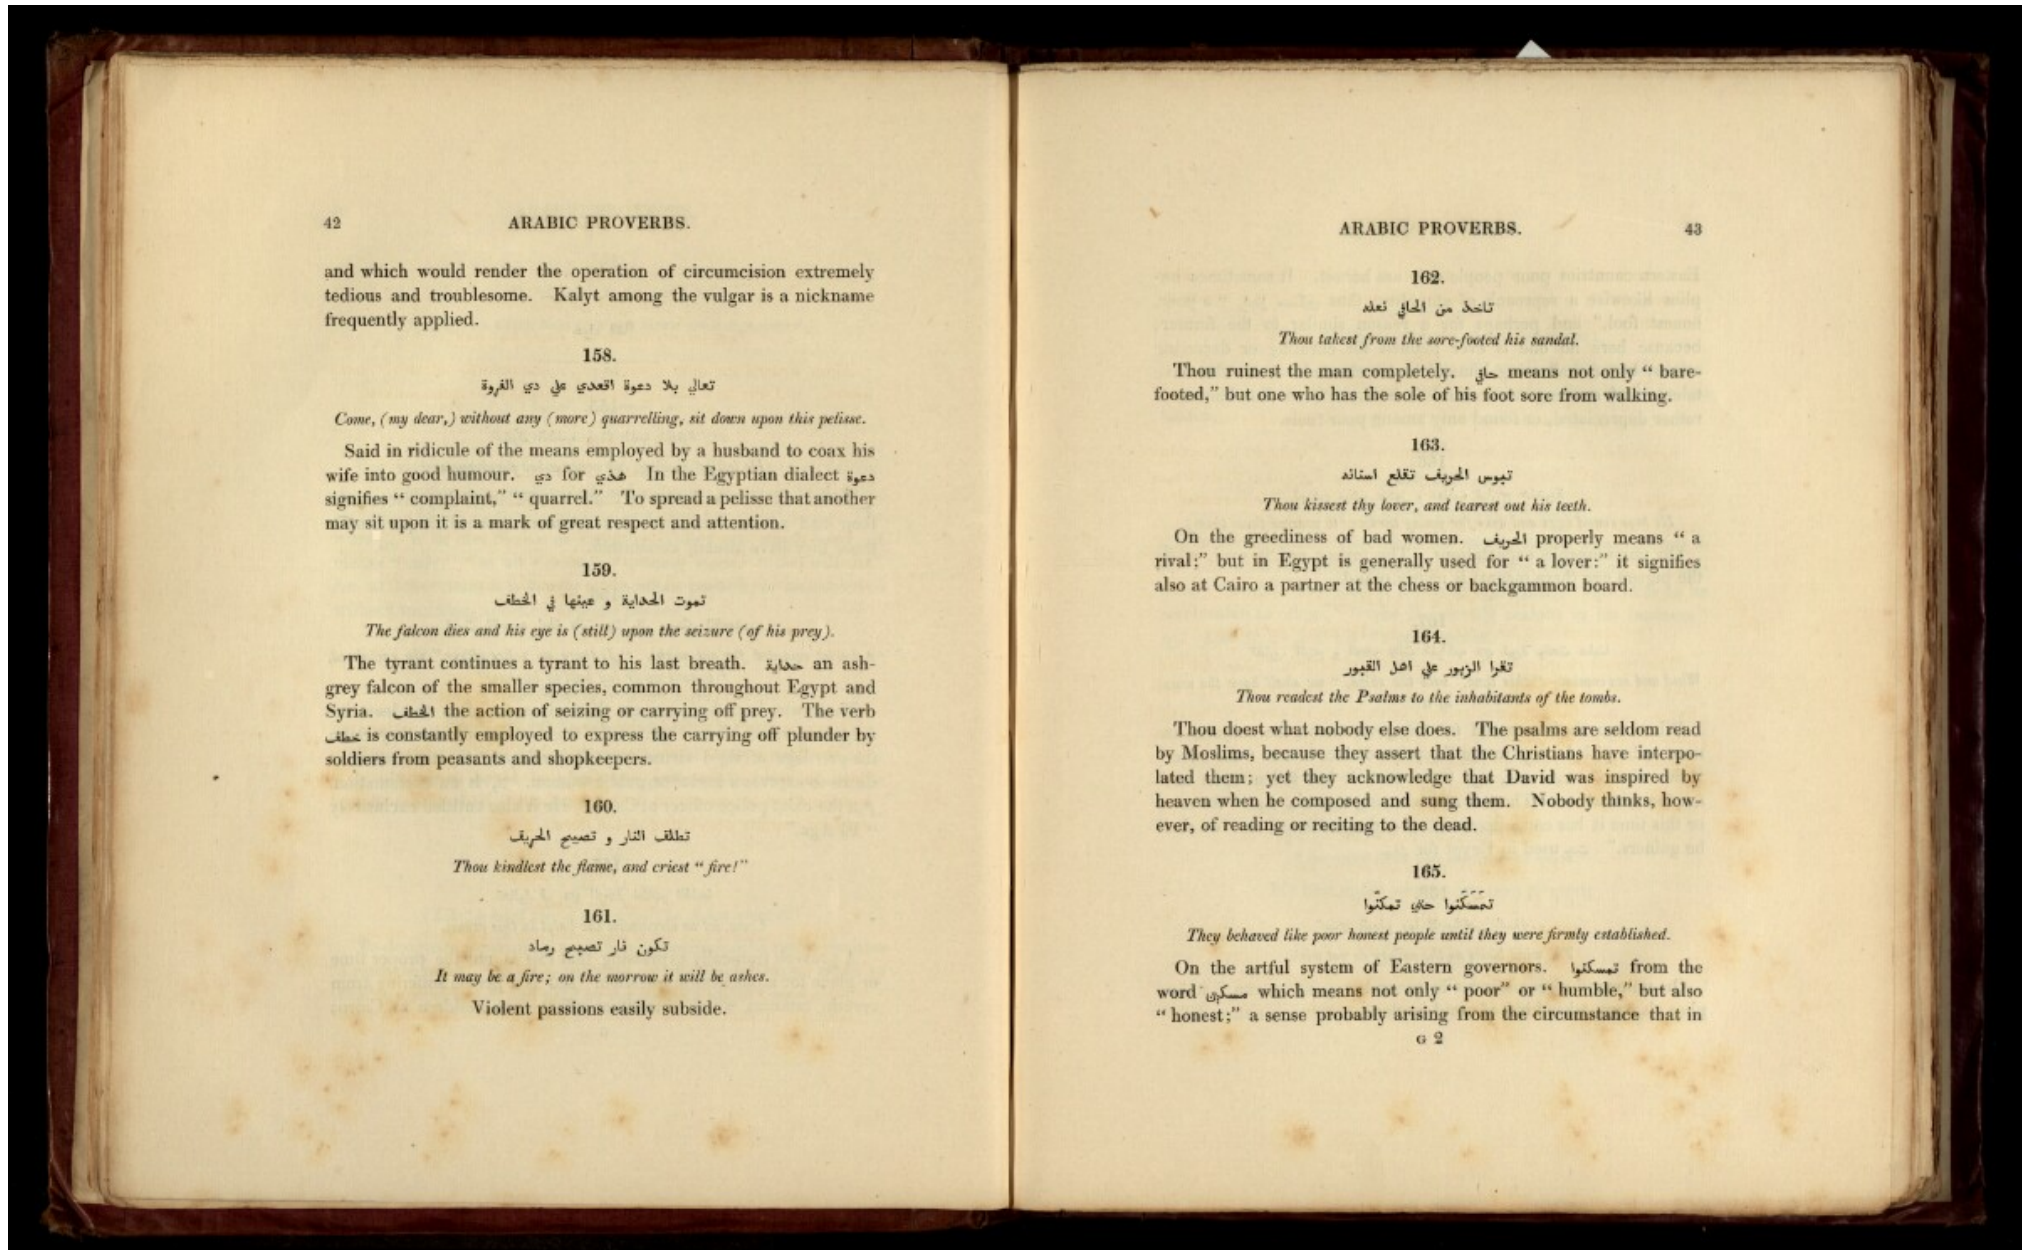 42 ARABIC PROVERBS.
and which would render the operation of circumcision extremely
tedious and troublesome. Kalyt among the vulgar is a nickname
frequently applied.
158.
تعالي بلا دعوة اقعدي علي دي الفروة
Come, (my dear,) without any (more) quarrelling, sit down upon this pelisse.
Said in ridicule of the means employed by a husband to coax his
wife into good humour. دي for هذي In the Egyptian dialect دعوة
signifies “ complaint,” “ quarrel.” To spread a pelisse that another
may sit upon it is a mark of great respect and attention.
159.
تموت الحداية و عينها في الخطف
The falcon dies and his eye is (still) upon the seizure (of his prey).
The tyrant continues a tyrant to his last breath. حداية an ash-
grey falcon of the smaller species, common throughout Egypt and
Syria. الخطف the action of seizing or carrying off prey. The verb
خطف is constantly employed to express the carrying off plunder by
soldiers from peasants and shopkeepers.
160.
تطلق النار و تصيح الحريف
Thou kindlest the flame, and criest “ fire!”
161.
تكون نار تصبح رماد
It may be a fire; on the morrow it will be ashes.
Violent passions easily subside.
ARABIC PROVERBS. 43
162.
تاخذ من الحافي نعله
Thou takest from the sore-footed his sandal.
Thou ruinest the man completely. حافي means not only “ bare-
footed,” but one who has the sole of his foot sore from walking.
163.
تبوس الحريف تقلع اسنانه
Thou kissest thy lover, and tearest out his teeth.
On the greediness of bad women. الحريف properly means “ a
rival;” but in Egypt is generally used for “ a lover:” it signifies
also at Cairo a partner at the chess or backgammon board.
164.
تقرا الزبور علي اهل القبور
Thou readest the Psalms to the inhabitants of the tombs.
Thou doest what nobody else does. The psalms are seldom read
by Moslims, because they assert that the Christians have interpo-
lated them; yet they acknowledge that David was inspired by
heaven when he composed and sung them. Nobody thinks, how-
ever, of reading or reciting to the dead.
165.
تَمَسْكَنوا حتي تمكّنوا
They behaved like poor honest people until they were firmly established.
On the artful system of Eastern governors. تمسكنوا from the
word مسكين which means not only “ poor” or “ humble,” but also
“ honest;” a sense probably arising from the circumstance that in
G 2